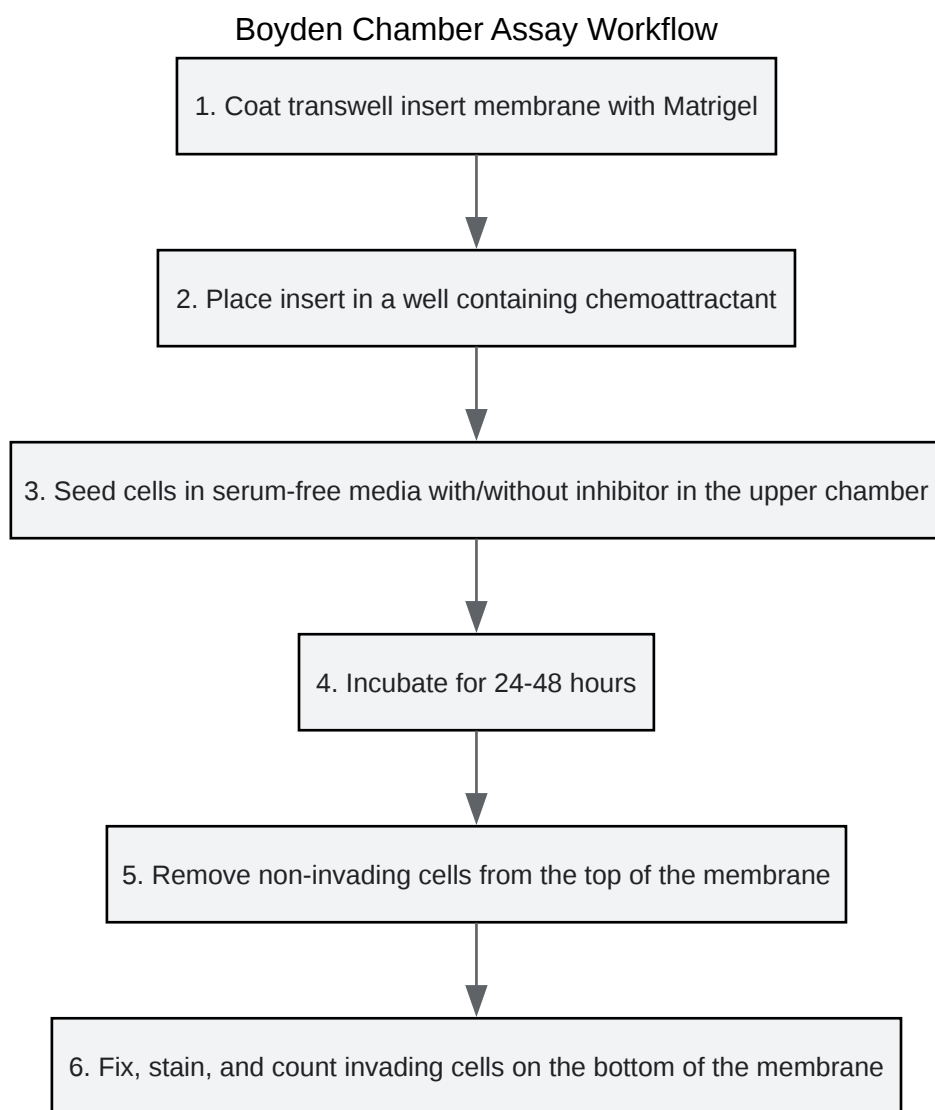 Boyden Chamber Assay Workflow
1. Coat transwell insert membrane with Matrigel
2. Place insert in a well containing chemoattractant
3. Seed cells in serum-free media with/without inhibitor in the upper chamber
4. Incubate for 24-48 hours
5. Remove non-invading cells from the top of the membrane
6. Fix, stain, and count invading cells on the bottom of the membrane